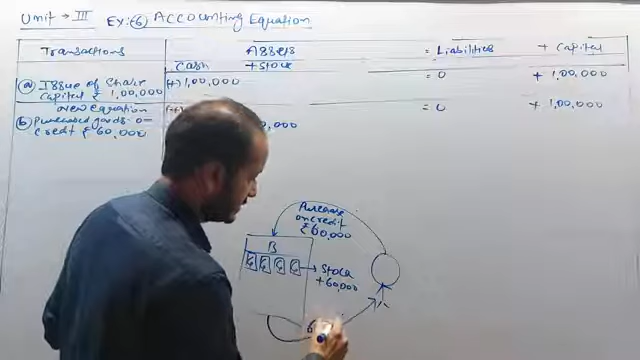 Unit - III Ex:(6) Accounting Equation
Transactions Assets = Liabilities + Capital
Cash + Stock
(a) Issue of Share (+) 1,00,000 = 0 + 1,00,000
Capital ₹ 1,00,000
New equation = 0 + 1,00,000
(b) Purchased goods on
credit ₹ 60,000
Purchase
on credit
₹ 60,000
B
G G G G
Stock
+ 60,000